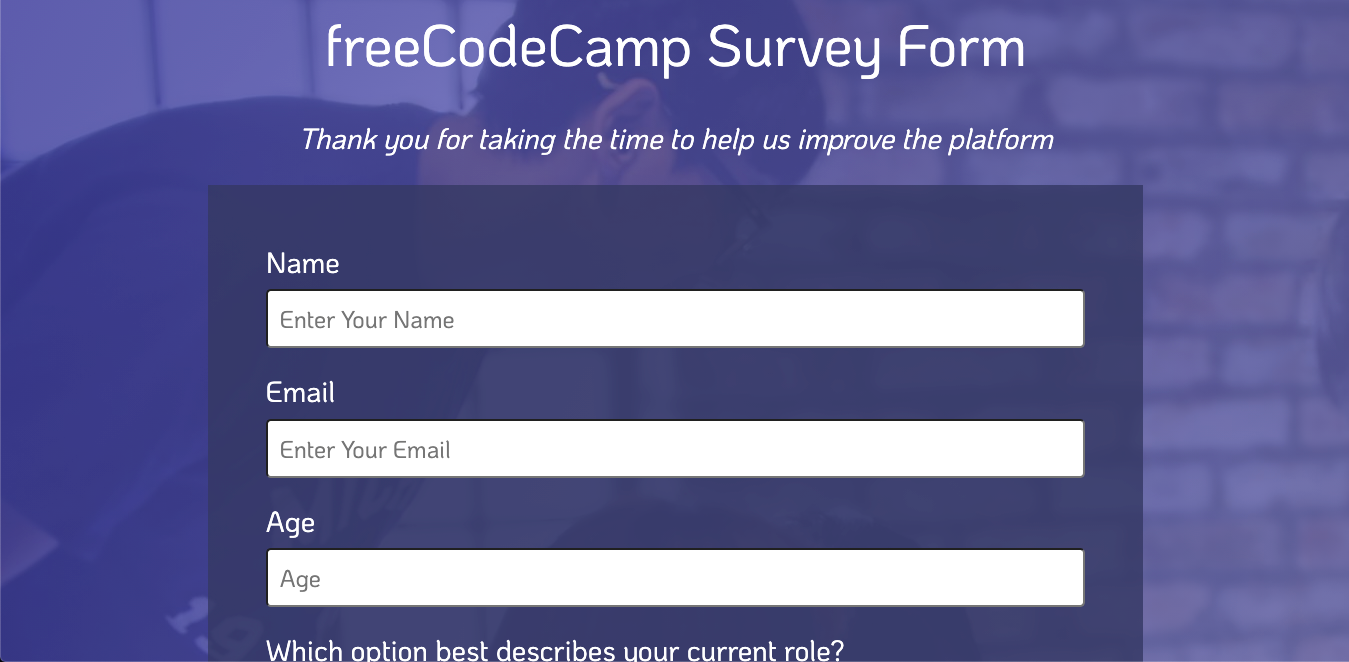 freeCodeCamp Survey Form
Thank you for taking the time to help us improve the platform
Name
Enter Your Name
Email
Enter Your Email
Age
Age
Which option best describes your current role?